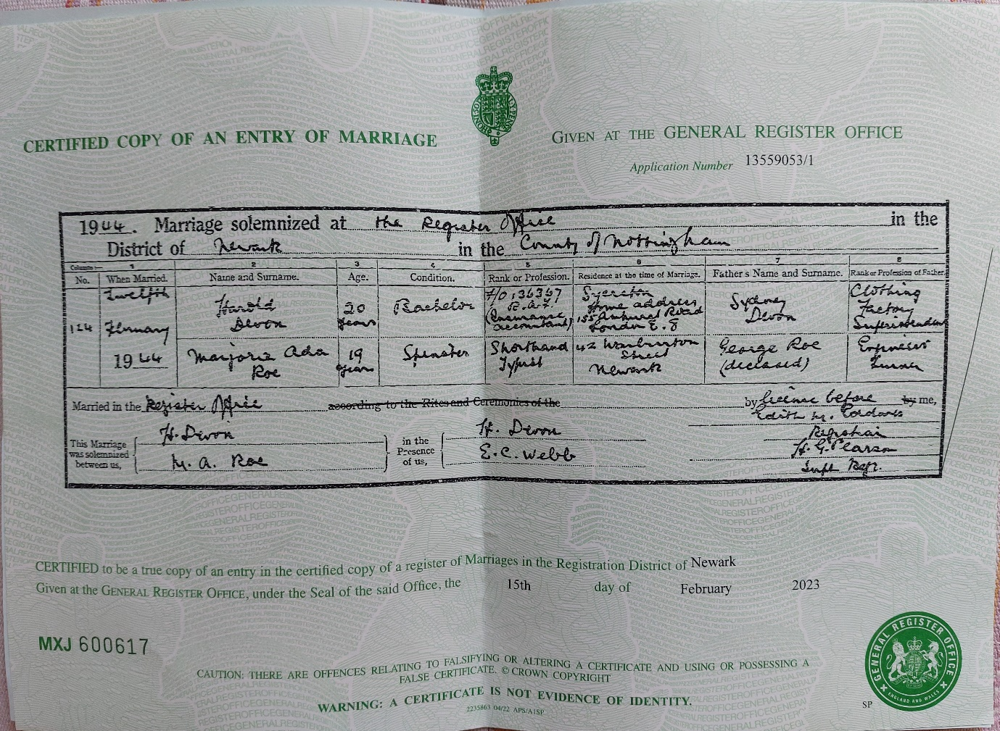 CERTIFIED COPY OF AN ENTRY OF MARRIAGE
GIVEN AT THE GENERAL REGISTER OFFICE
Application Number 13559053/1
1944. Marriage solemnized at the Register Office in the
District of Newark in the County of Nottingham
Columns:— 1 2 3 4 5 6 7 8
No. When Married. Name and Surname. Age. Condition. Rank or Profession. Residence at the time of Marriage. Father's Name and Surname. Rank or Profession of Father
124
Twelfth
February
1944
Harold
Devon
20
years
Bachelor
R.A.F.
(Insurance
accountant)
Syerston
Home address
155 Amhurst Road
London E.8
Sydney
Devon
Clothing
Factory
Superintendent
Marjorie Ada
Roe
19
years
Spinster
Shorthand
Typist
42 Warburton
Street
Newark
George Roe
(deceased)
Engineer
Turner
Married in the Register Office according to the Rites and Ceremonies of the by licence before by me,
This Marriage
was solemnized
between us,
H. Devon
M. A. Roe
in the
Presence
of us,
H. Devon
E.C. Webb
Edith M.
Registrar
H. G. Pearson
Supt Regr.
CERTIFIED to be a true copy of an entry in the certified copy of a register of Marriages in the Registration District of Newark
Given at the GENERAL REGISTER OFFICE, under the Seal of the said Office, the 15th day of February 2023
MXJ 600617
CAUTION: THERE ARE OFFENCES RELATING TO FALSIFYING OR ALTERING A CERTIFICATE AND USING OR POSSESSING A
FALSE CERTIFICATE. © CROWN COPYRIGHT
WARNING: A CERTIFICATE IS NOT EVIDENCE OF IDENTITY.
2235863 04/22 APS/A1SP
SP
GENERAL REGISTER OFFICE
ENGLAND AND WALES